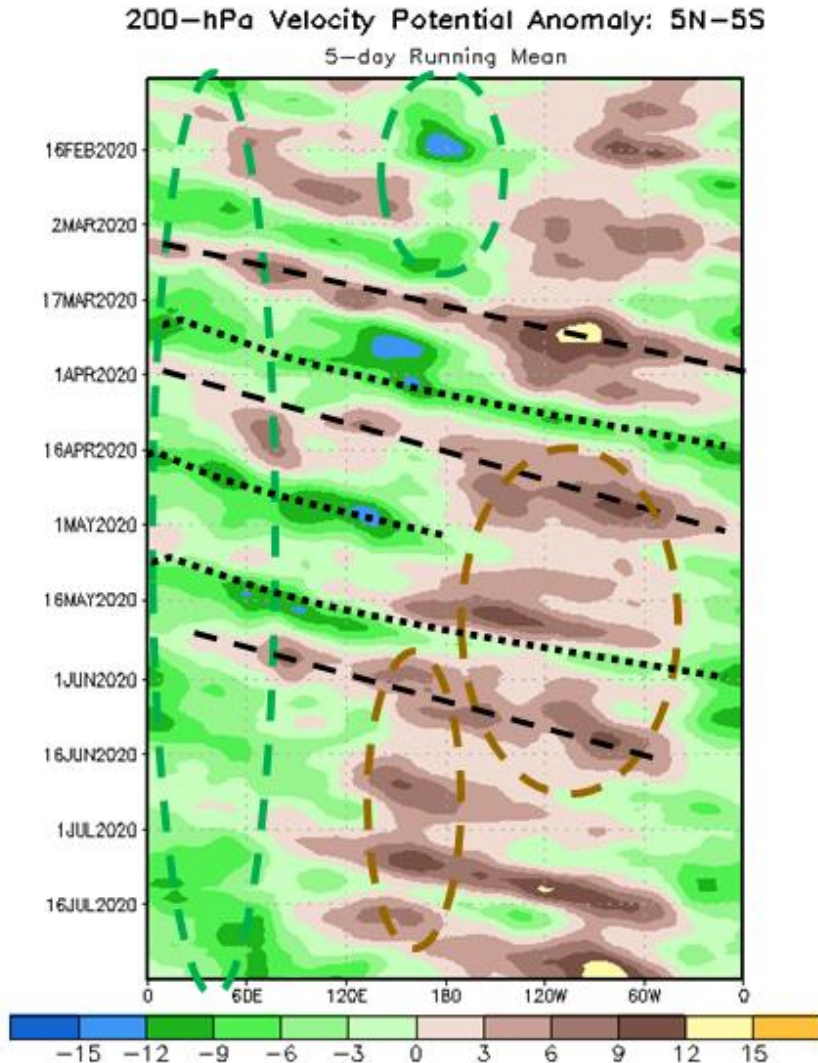 200-hPa Velocity Potential Anomaly: 5N-5S
5-day Running Mean
16FEB2020
2MAR2020
17MAR2020
1APR2020
16APR2020
1MAY2020
16MAY2020
1JUN2020
16JUN2020
1JUL2020
16JUL2020
0 60E 120E 180 120W 60W 0
-15 -12 -9 -6 -3 0 3 6 9 12 15